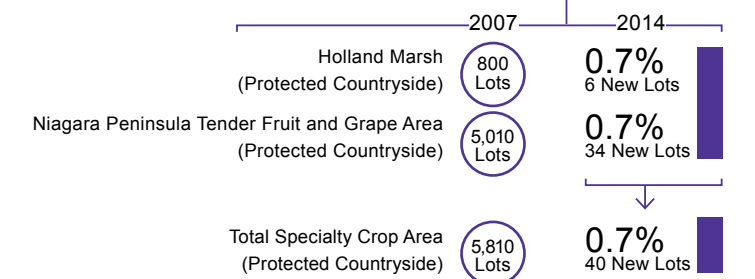 2007 2014
Holland Marsh
(Protected Countryside)
800
Lots
0.7%
6 New Lots
Niagara Peninsula Tender Fruit and Grape Area
(Protected Countryside)
5,010
Lots
0.7%
34 New Lots
Total Specialty Crop Area
(Protected Countryside)
5,810
Lots
0.7%
40 New Lots